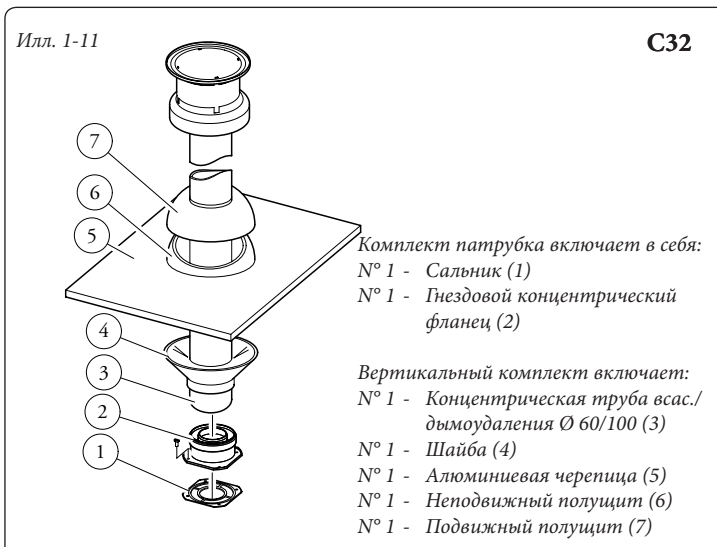 Илл. 1-11
C32
7
6
5
4
3
2
1
Комплект патрубка включает в себя:
N° 1 - Сальник (1)
N° 1 - Гнездовой концентрический
фланец (2)
Вертикальный комплект включает:
N° 1 - Концентрическая труба всас./
дымоудаления Ø 60/100 (3)
N° 1 - Шайба (4)
N° 1 - Алюминиевая черепица (5)
N° 1 - Неподвижный полущит (6)
N° 1 - Подвижный полущит (7)